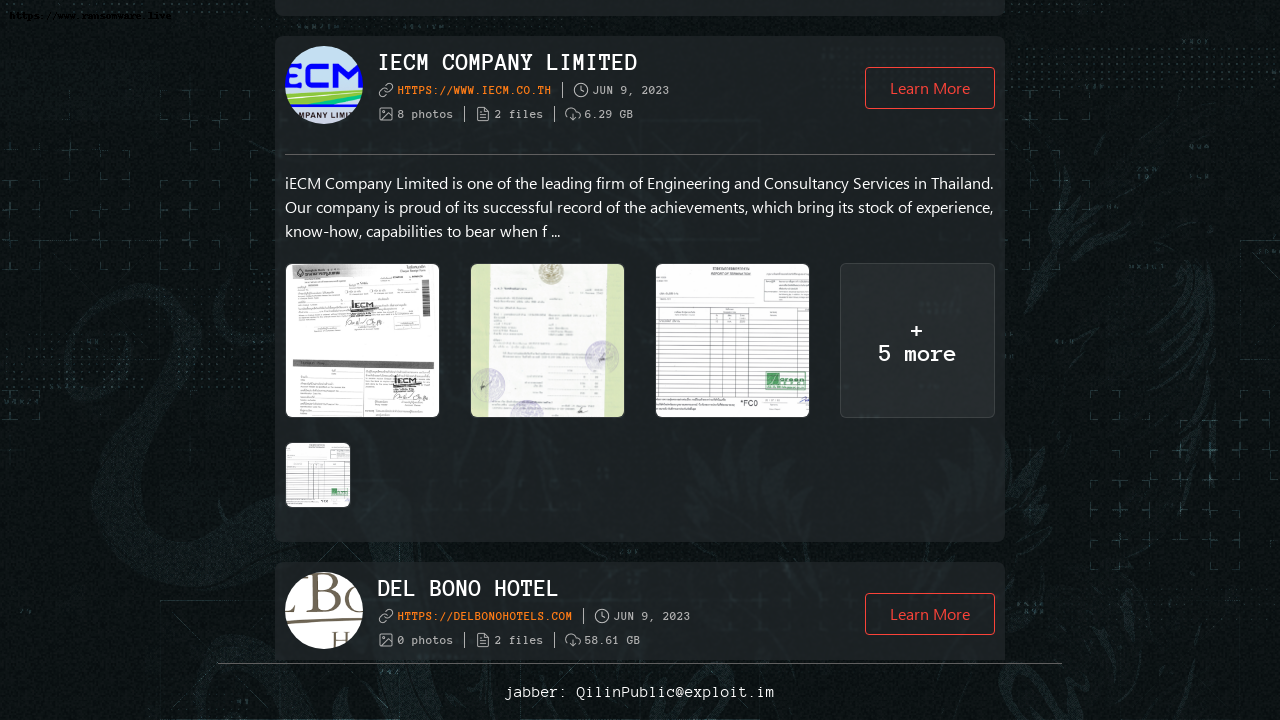 https://www.ransomware.live
IECM COMPANY LIMITED
HTTPS://WWW.IECM.CO.TH
JUN 9, 2023
8 photos
2 files
6.29 GB
Learn More
iECM Company Limited is one of the leading firm of Engineering and Consultancy Services in Thailand.
Our company is proud of its successful record of the achievements, which bring its stock of experience,
know-how, capabilities to bear when f ...
IECM
IECM
*FCO
+
5 more
DEL BONO HOTEL
HTTPS://DELBONOHOTELS.COM
JUN 9, 2023
0 photos
2 files
58.61 GB
Learn More
jabber: QilinPublic@exploit.im